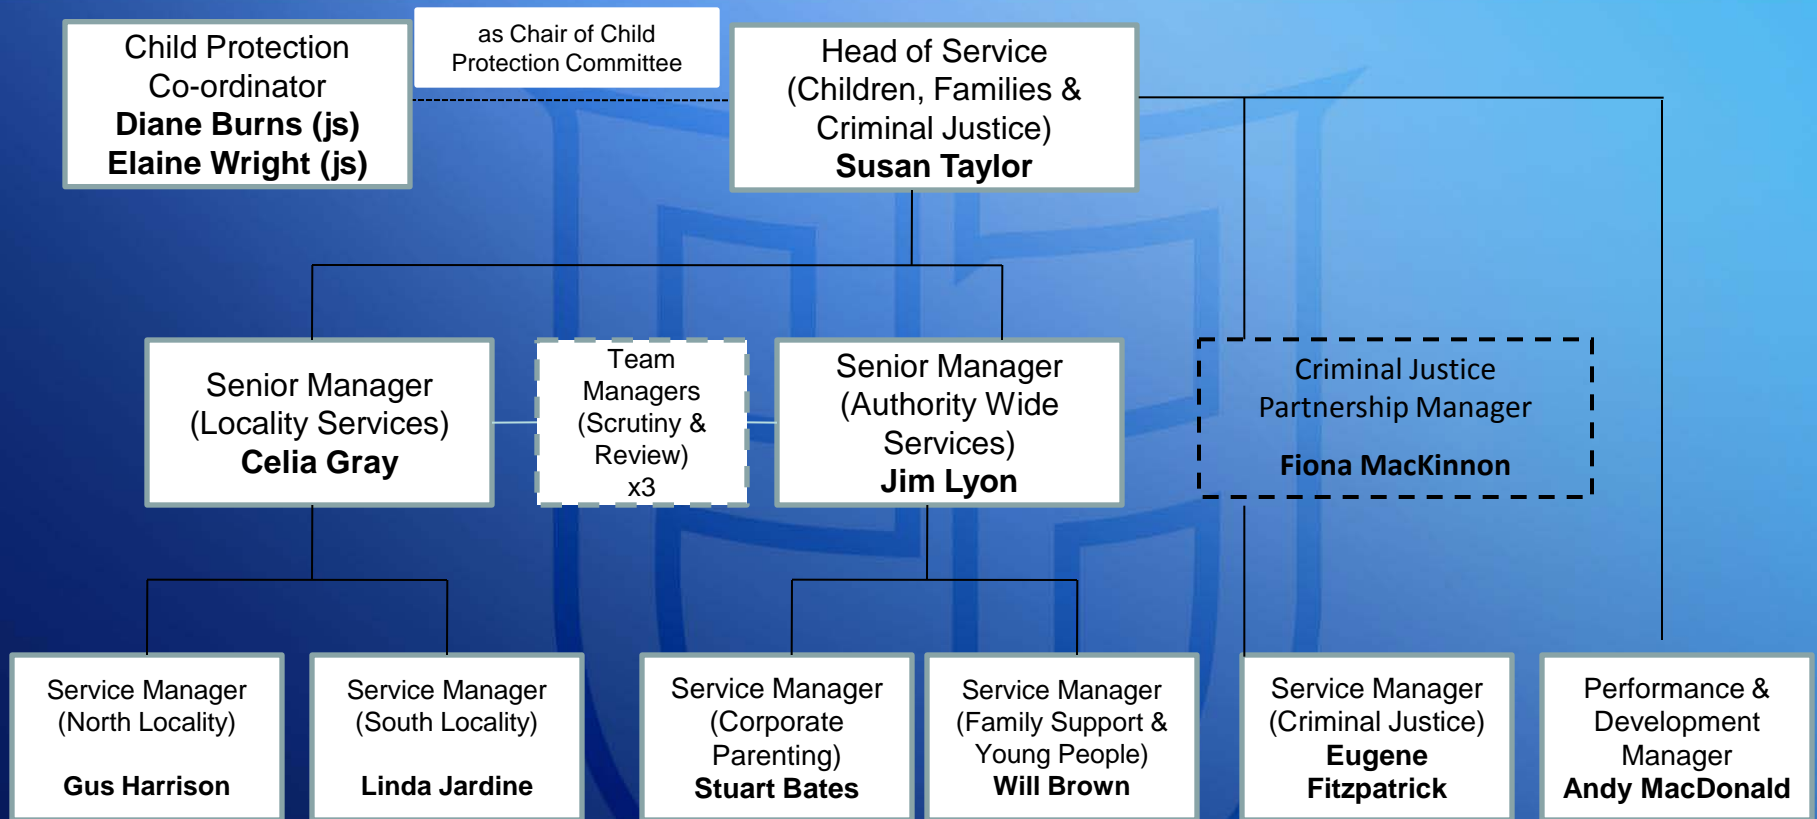 Child Protection
Co-ordinator
Diane Burns (js)
Elaine Wright (js)
as Chair of Child
Protection Committee
Head of Service
(Children, Families &
Criminal Justice)
Susan Taylor
Senior Manager
(Locality Services)
Celia Gray
Team
Managers
(Scrutiny &
Review)
x3
Senior Manager
(Authority Wide
Services)
Jim Lyon
Criminal Justice
Partnership Manager
Fiona MacKinnon
Service Manager
(North Locality)
Gus Harrison
Service Manager
(South Locality)
Linda Jardine
Service Manager
(Corporate
Parenting)
Stuart Bates
Service Manager
(Family Support &
Young People)
Will Brown
Service Manager
(Criminal Justice)
Eugene
Fitzpatrick
Performance &
Development
Manager
Andy MacDonald